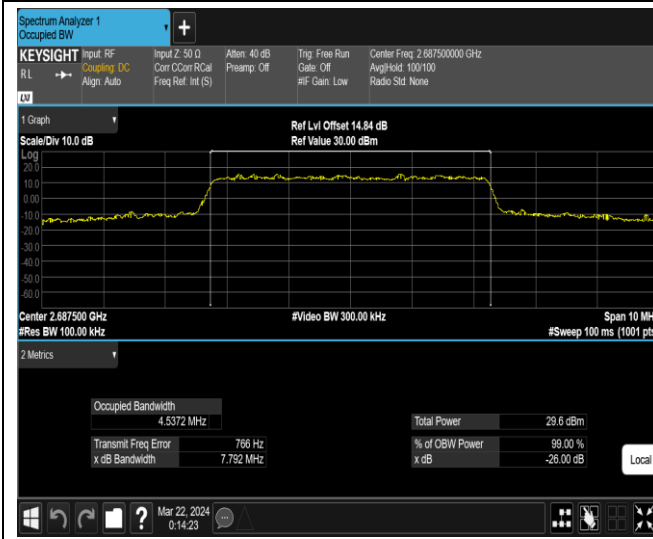 Spectrum Analyzer 1
Occupied BW
+
KEYSIGHT Input: RF Input Z: 50 Ω Atten: 40 dB Trig: Free Run Center Freq: 2.687500000 GHz
RL Coupling: DC Corr CCorr RCal Preamp: Off Gate: Off Avg|Hold: 100/100
Align: Auto Freq Ref: Int (S) #IF Gain: Low Radio Std: None
LXI
1 Graph
Ref Lvl Offset 14.84 dB
Scale/Div 10.0 dB Ref Value 30.00 dBm
Log
20.0
10.0
0.00
-10.0
-20.0
-30.0
-40.0
-50.0
-60.0
Center 2.687500 GHz #Video BW 300.00 kHz Span 10 MH
#Res BW 100.00 kHz #Sweep 100 ms (1001 pts
2 Metrics
Occupied Bandwidth
4.5372 MHz Total Power 29.6 dBm
Transmit Freq Error 766 Hz % of OBW Power 99.00 %
x dB Bandwidth 7.792 MHz x dB -26.00 dB
Local
? Mar 22, 2024
0:14:23